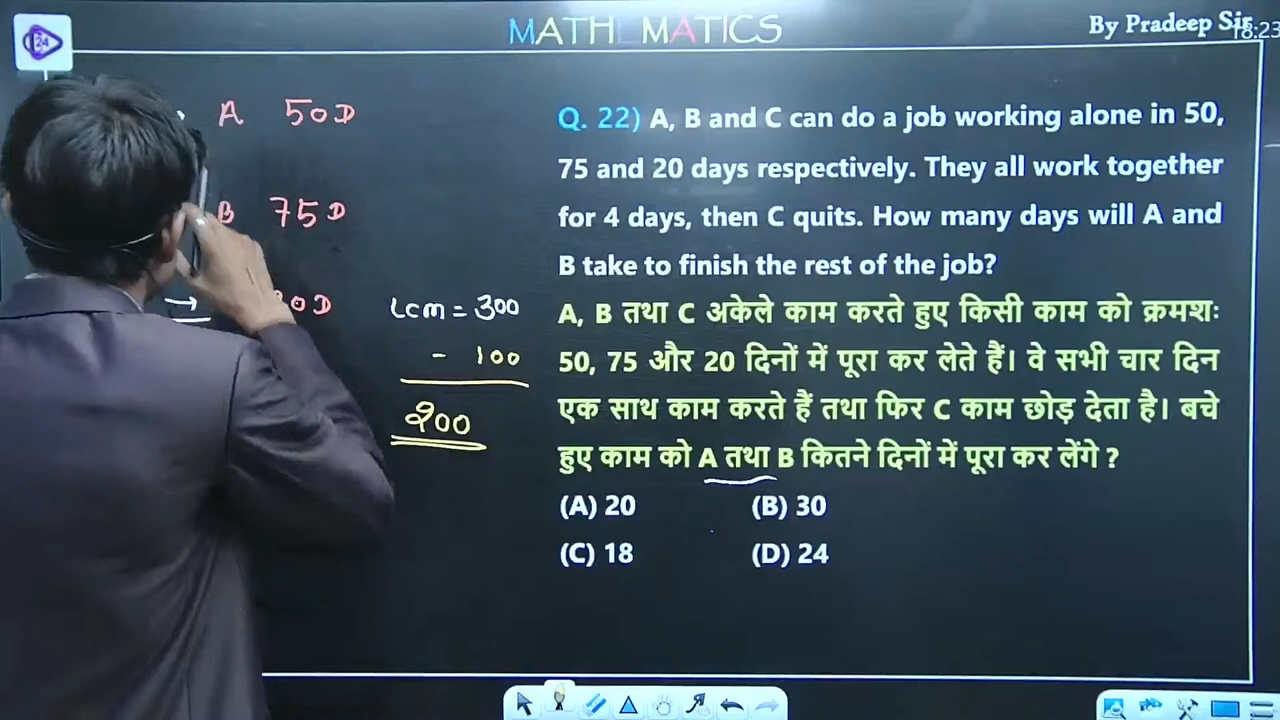 24
MATHEMATICS
By Pradeep Sir
18:23
A 50D
B 75D
0D
LCM = 300
- 100
200
Q. 22) A, B and C can do a job working alone in 50,
75 and 20 days respectively. They all work together
for 4 days, then C quits. How many days will A and
B take to finish the rest of the job?
A, B तथा C अकेले काम करते हुए किसी काम को क्रमशः
50, 75 और 20 दिनों में पूरा कर लेते हैं। वे सभी चार दिन
एक साथ काम करते हैं तथा फिर C काम छोड़ देता है। बचे
हुए काम को A तथा B कितने दिनों में पूरा कर लेंगे ?
(A) 20 (B) 30
(C) 18 (D) 24